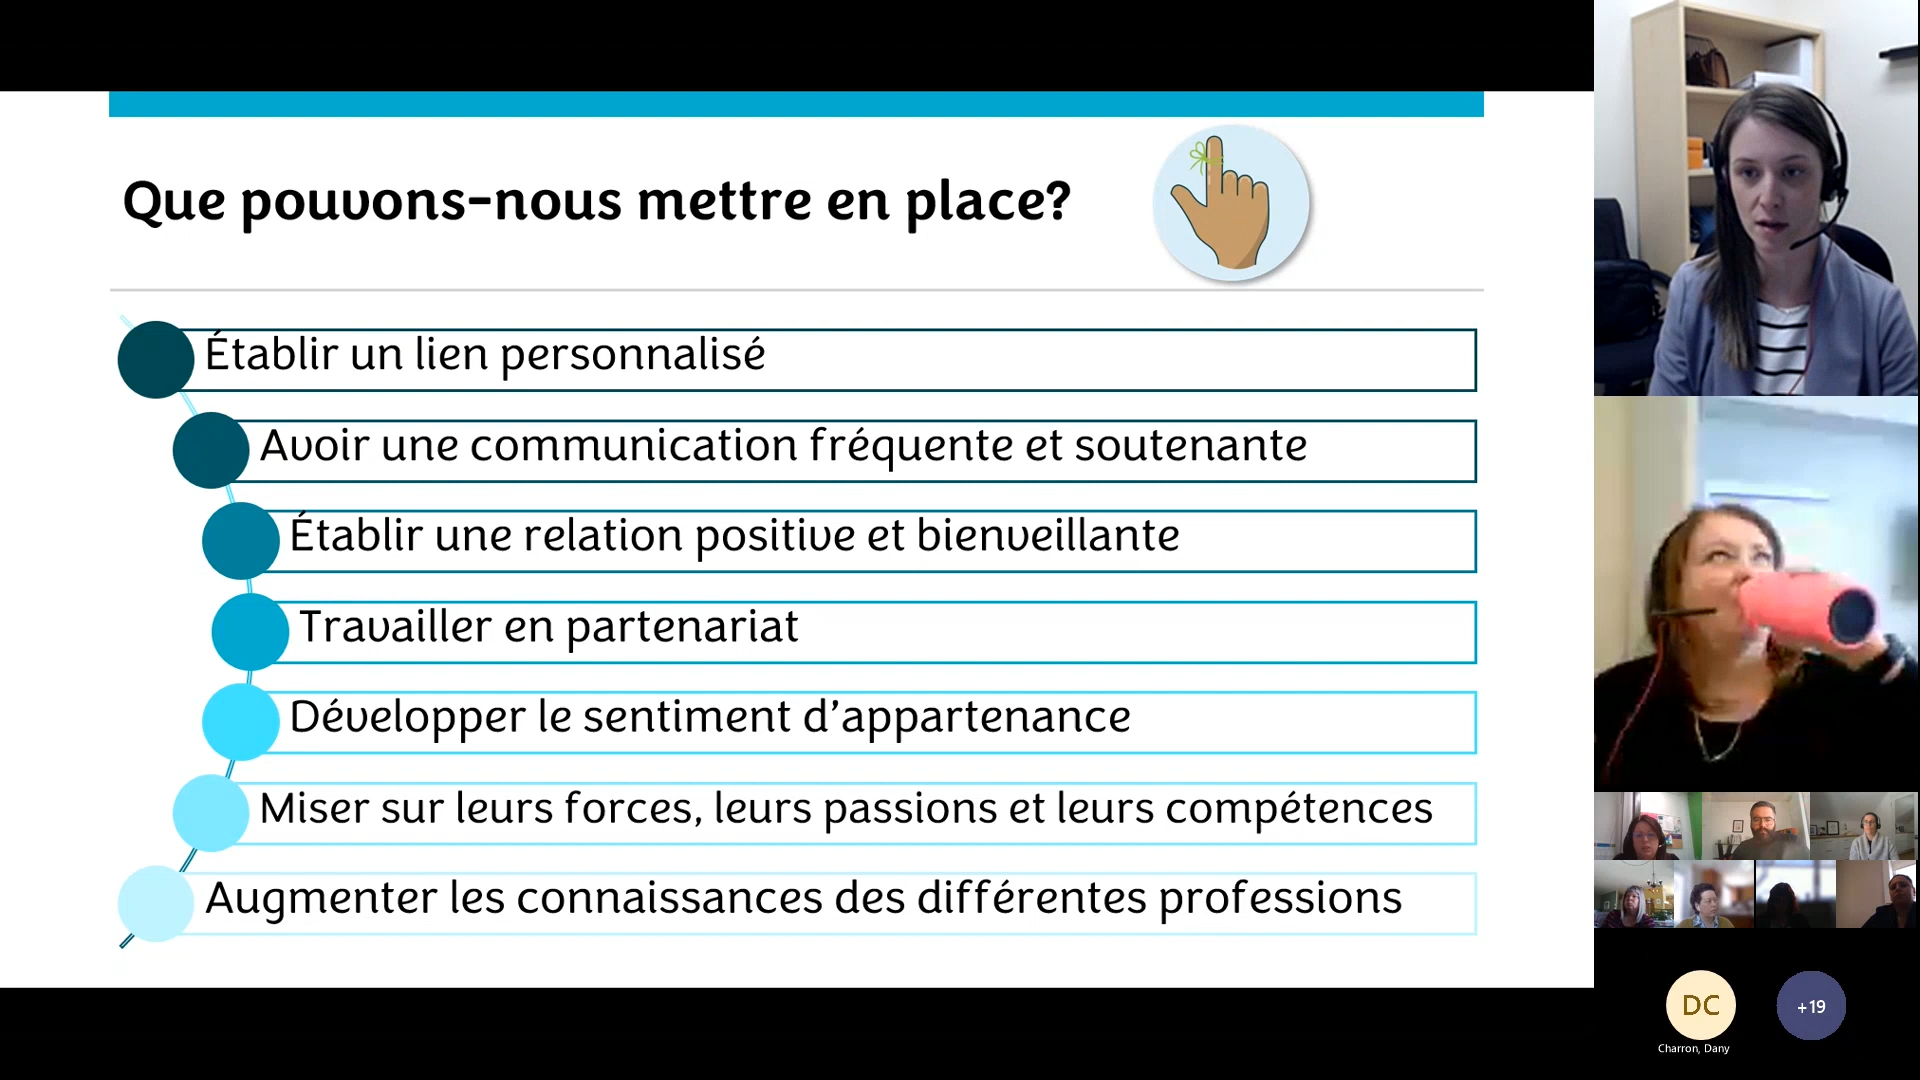 Que pouvons-nous mettre en place?
Établir un lien personnalisé
Avoir une communication fréquente et soutenante
Établir une relation positive et bienveillante
Travailler en partenariat
Développer le sentiment d’appartenance
Miser sur leurs forces, leurs passions et leurs compétences
Augmenter les connaissances des différentes professions
DC
+19
Charron, Dany